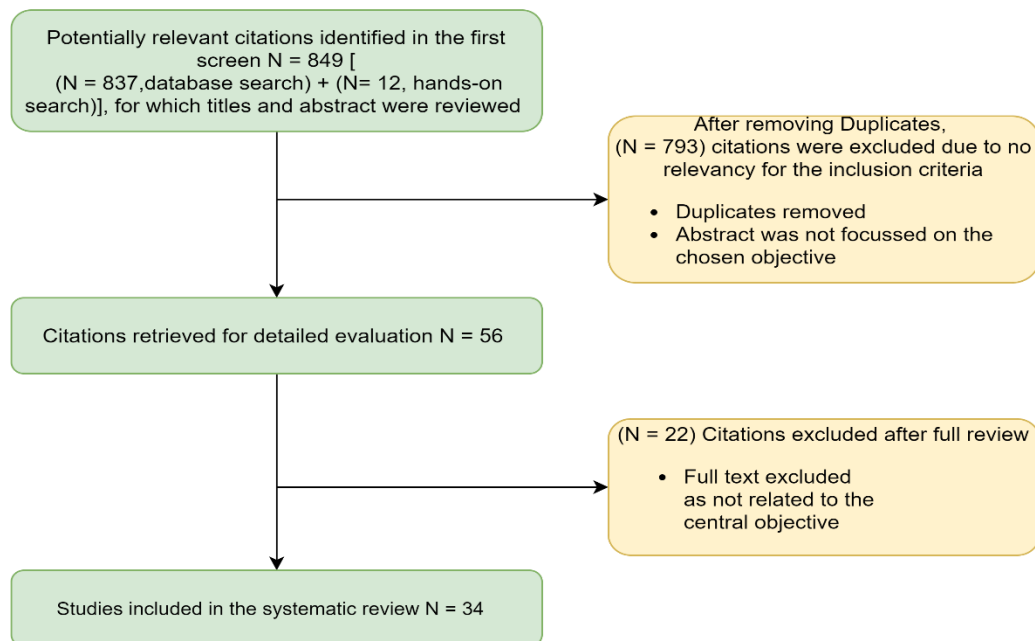 Potentially relevant citations identified in the first
screen N = 849 [
(N = 837,database search) + (N= 12, hands-on
search)], for which titles and abstract were reviewed
After removing Duplicates,
(N = 793) citations were excluded due to no
relevancy for the inclusion criteria
• Duplicates removed
• Abstract was not focussed on the
chosen objective
Citations retrieved for detailed evaluation N = 56
(N = 22) Citations excluded after full review
• Full text excluded
as not related to the
central objective
Studies included in the systematic review N = 34